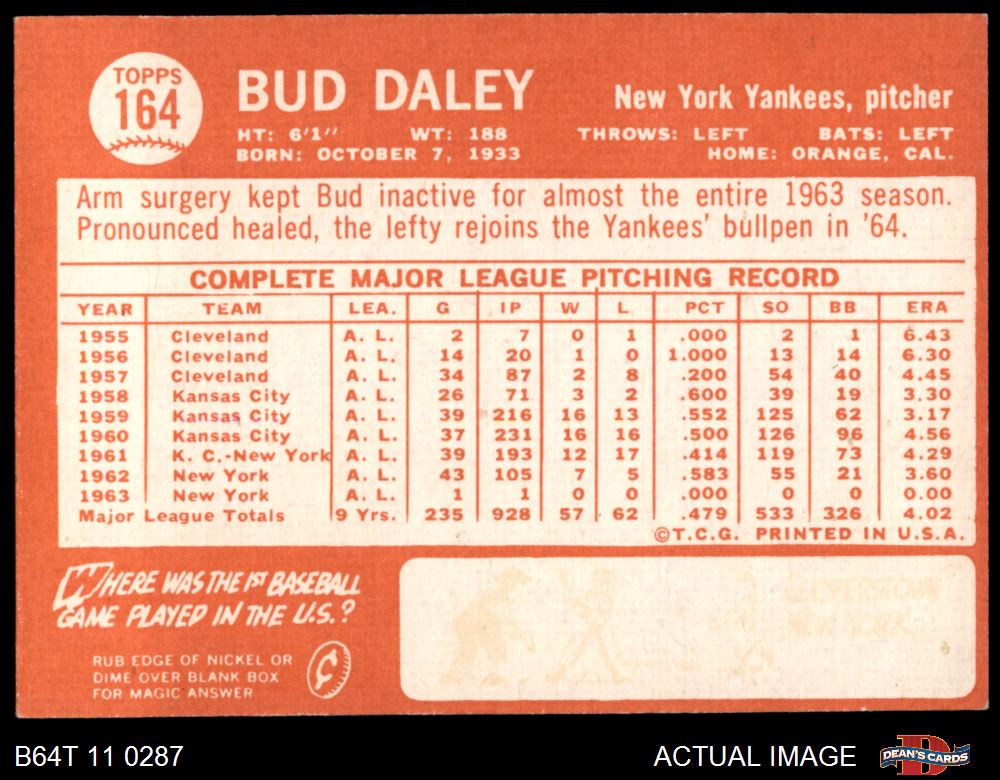 TOPPS
164
BUD DALEY
New York Yankees, pitcher
HT: 6'1" WT: 188 THROWS: LEFT BATS: LEFT
BORN: OCTOBER 7, 1933 HOME: ORANGE, CAL.
Arm surgery kept Bud inactive for almost the entire 1963 season.
Pronounced healed, the lefty rejoins the Yankees' bullpen in '64.
COMPLETE MAJOR LEAGUE PITCHING RECORD
YEAR TEAM LEA. G IP W L PCT SO BB ERA
1955 Cleveland A. L. 2 7 0 1 .000 2 1 6.43
1956 Cleveland A. L. 14 20 1 0 1.000 13 14 6.30
1957 Cleveland A. L. 34 87 2 8 .200 54 40 4.45
1958 Kansas City A. L. 26 71 3 2 .600 39 19 3.30
1959 Kansas City A. L. 39 216 16 13 .552 125 62 3.17
1960 Kansas City A. L. 37 231 16 16 .500 126 96 4.56
1961 K. C.-New York A. L. 39 193 12 17 .414 119 73 4.29
1962 New York A. L. 43 105 7 5 .583 55 21 3.60
1963 New York A. L. 1 1 0 0 .000 0 0 0.00
Major League Totals 9 Yrs. 235 928 57 62 .479 533 326 4.02
©T.C.G. PRINTED IN U.S.A.
WHERE WAS THE 1ST BASEBALL
GAME PLAYED IN THE U.S.?
RUB EDGE OF NICKEL OR
DIME OVER BLANK BOX
FOR MAGIC ANSWER
COOPERSTOWN
NEW YORK
B64T 11 0287
ACTUAL IMAGE
DEAN'S CARDS